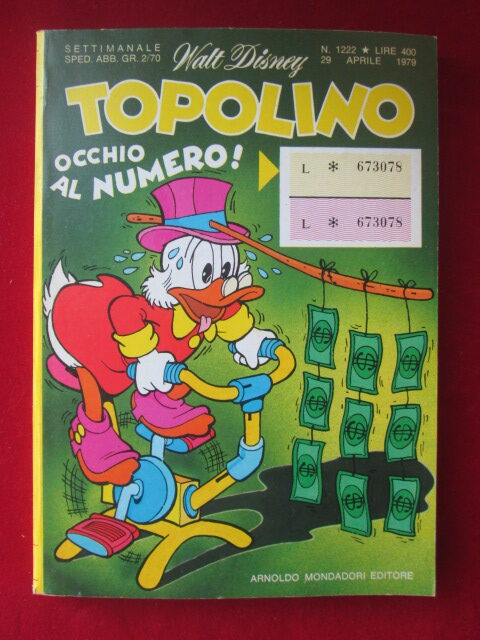 SETTIMANALE
SPED. ABB. GR. 2/70
Walt Disney
N. 1222 ★ LIRE 400
29 APRILE 1979
TOPOLINO
OCCHIO
AL NUMERO!
L * 673078
L * 673078
ARNOLDO MONDADORI EDITORE